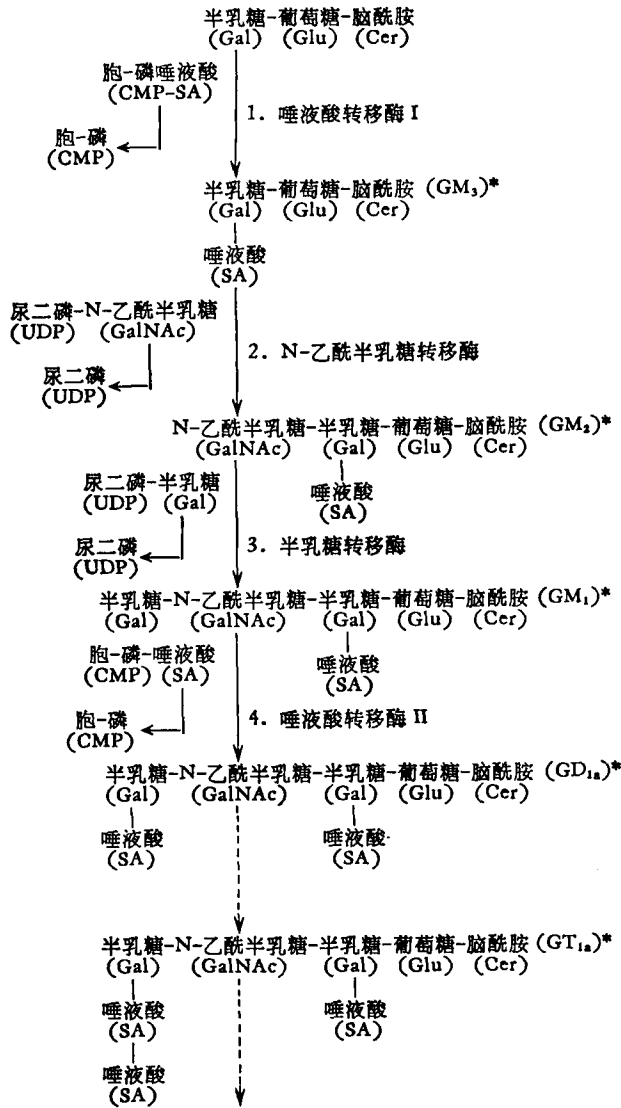 半乳糖-葡萄糖-脑酰胺
(Gal) (Glu) (Cer)
胞-磷唾液酸
(CMP-SA)
1. 唾液酸转移酶 I
胞-磷
(CMP)
半乳糖-葡萄糖-脑酰胺 (GM₃)*
(Gal) (Glu) (Cer)
唾液酸
(SA)
尿二磷-N-乙酰半乳糖
(UDP) (GalNAc)
2. N-乙酰半乳糖转移酶
尿二磷
(UDP)
N-乙酰半乳糖-半乳糖-葡萄糖-脑酰胺 (GM₂)*
(GalNAc) (Gal) (Glu) (Cer)
尿二磷-半乳糖
(UDP) (Gal)
唾液酸
(SA)
3. 半乳糖转移酶
尿二磷
(UDP)
半乳糖-N-乙酰半乳糖-半乳糖-葡萄糖-脑酰胺 (GM₁)*
(Gal) (GalNAc) (Gal) (Glu) (Cer)
胞-磷-唾液酸
(CMP) (SA)
唾液酸
(SA)
4. 唾液酸转移酶 II
胞-磷
(CMP)
半乳糖-N-乙酰半乳糖-半乳糖-葡萄糖-脑酰胺 (GD₁ₐ)*
(Gal) (GalNAc) (Gal) (Glu) (Cer)
唾液酸 唾液酸
(SA) (SA)
半乳糖-N-乙酰半乳糖-半乳糖-葡萄糖-脑酰胺 (GT₁ₐ)*
(Gal) (GalNAc) (Gal) (Glu) (Cer)
唾液酸 唾液酸
(SA) (SA)
唾液酸
(SA)